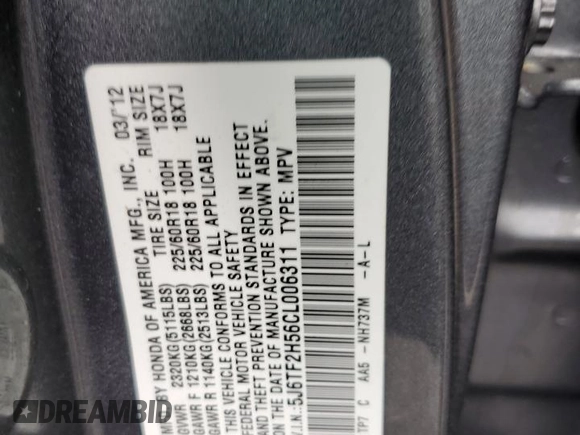 BY HONDA OF AMERICA MFG., INC. 03/'12
TIRE SIZE RIM SIZE
GVWR 2320KG(5115LBS)
GAWR F 1210KG(2668LBS) 225/60R18 100H 18X7J
GAWR R 1140KG(2513LBS) 225/60R18 100H 18X7J
THIS VEHICLE CONFORMS TO ALL APPLICABLE
FEDERAL MOTOR VEHICLE SAFETY
AND THEFT PREVENTION STANDARDS IN EFFECT
ON THE DATE OF MANUFACTURE SHOWN ABOVE.
V.I.N.:5J6TF2H56CL006311 TYPE: MPV
TP7 C AA5 -NH737M -A-L
DREAMBID